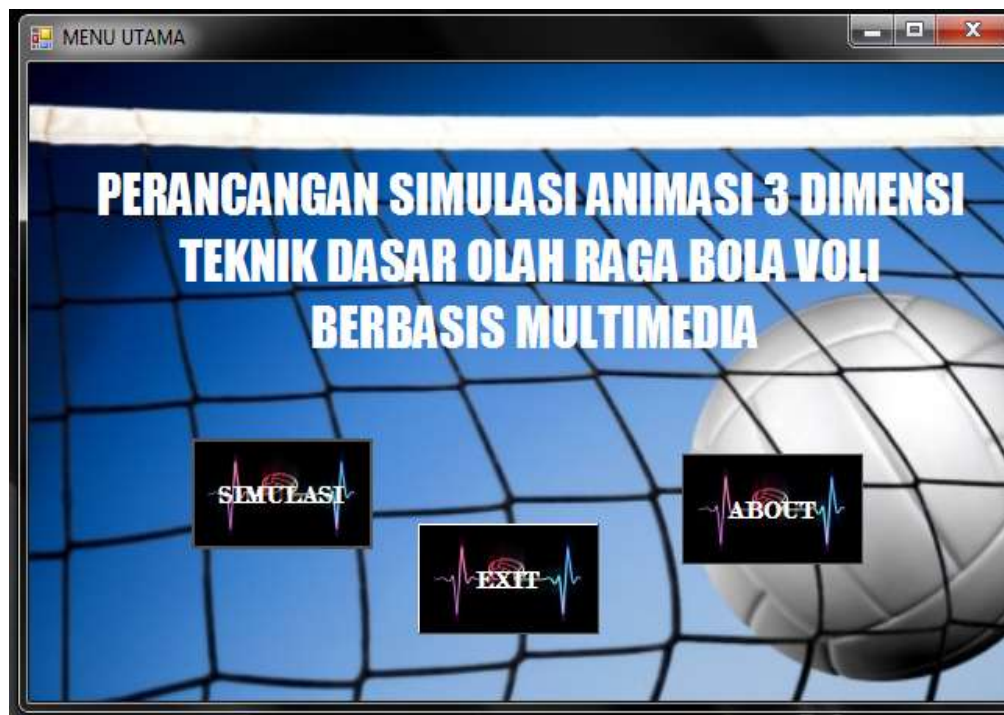 MENU UTAMA
PERANCANGAN SIMULASI ANIMASI 3 DIMENSI
TEKNIK DASAR OLAH RAGA BOLA VOLI
BERBASIS MULTIMEDIA
SIMULASI
ABOUT
EXIT